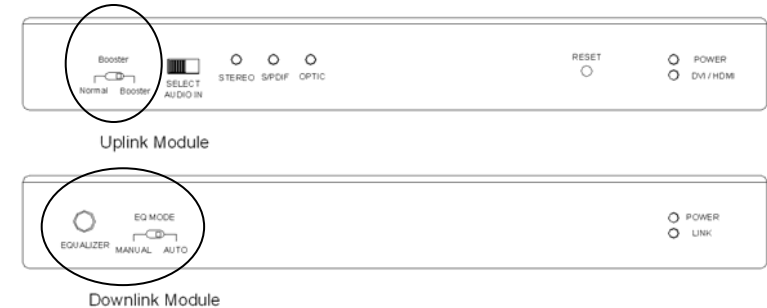 Booster
Normal Booster
SELECT
AUDIO IN
STEREO S/PDIF OPTIC
RESET
POWER
DVI / HDMI
Uplink Module
EQUALIZER
EQ MODE
MANUAL AUTO
POWER
LINK
Downlink Module